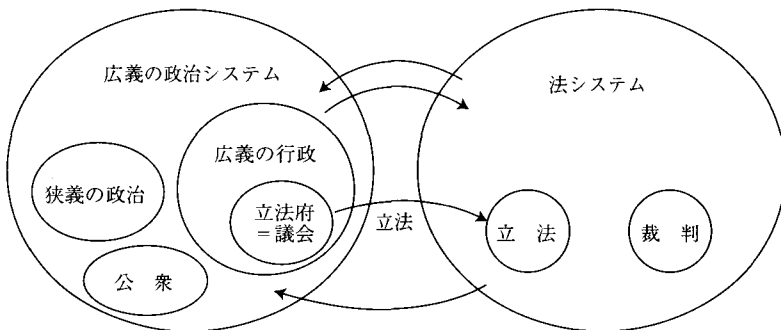 広義の政治システム
法システム
広義の行政
狭義の政治
立法府
=議会
立法
立 法
裁 判
公 衆